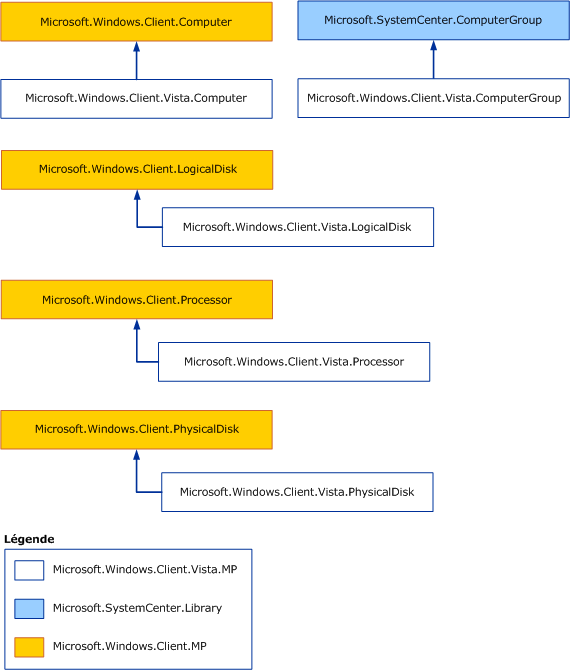 Microsoft.Windows.Client.Computer
Microsoft.SystemCenter.ComputerGroup
Microsoft.Windows.Client.Vista.Computer
Microsoft.Windows.Client.Vista.ComputerGroup
Microsoft.Windows.Client.LogicalDisk
Microsoft.Windows.Client.Vista.LogicalDisk
Microsoft.Windows.Client.Processor
Microsoft.Windows.Client.Vista.Processor
Microsoft.Windows.Client.PhysicalDisk
Microsoft.Windows.Client.Vista.PhysicalDisk
Légende
Microsoft.Windows.Client.Vista.MP
Microsoft.SystemCenter.Library
Microsoft.Windows.Client.MP